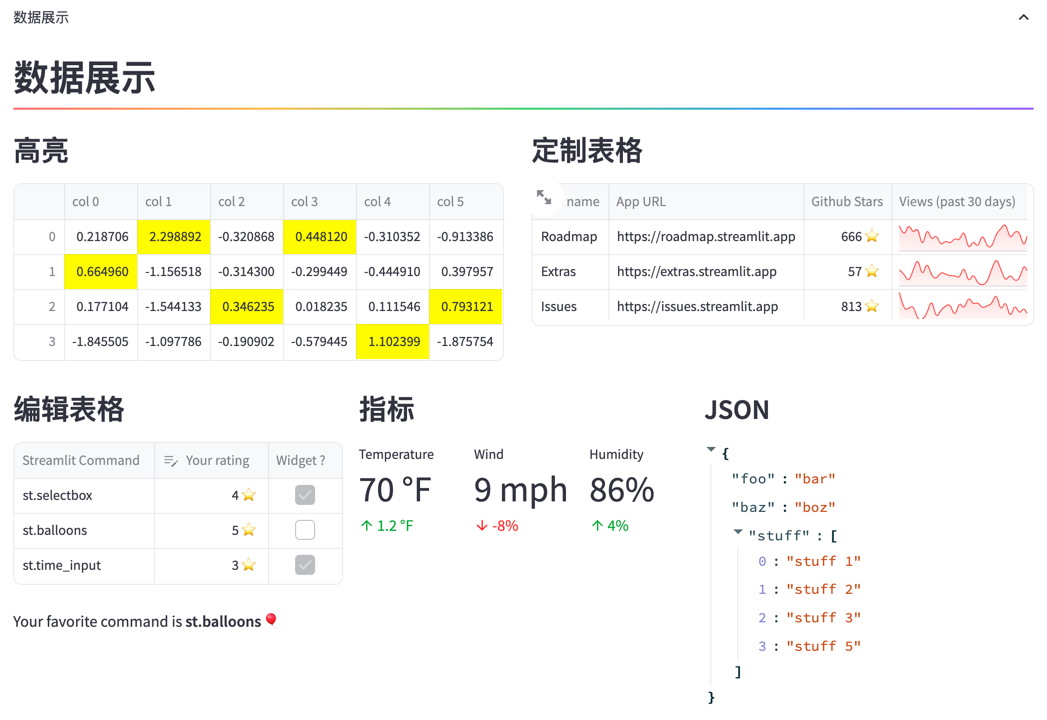 数据展示
数据展示
高亮
col 0 col 1 col 2 col 3 col 4 col 5
0 0.218706 2.298892 -0.320868 0.448120 -0.310352 -0.913386
1 0.664960 -1.156518 -0.314300 -0.299449 -0.444910 0.397957
2 0.177104 -1.544133 0.346235 0.018235 0.111546 0.793121
3 -1.845505 -1.097786 -0.190902 -0.579445 1.102399 -1.875754
定制表格
name App URL Github Stars Views (past 30 days)
Roadmap https://roadmap.streamlit.app 666⭐
Extras https://extras.streamlit.app 57⭐
Issues https://issues.streamlit.app 813⭐
编辑表格
Streamlit Command Your rating Widget ?
st.selectbox 4⭐
st.balloons 5⭐
st.time_input 3⭐
Your favorite command is st.balloons 🎈
指标
Temperature Wind Humidity
70 °F 9 mph 86%
↑ 1.2 °F ↓ -8% ↑ 4%
JSON
{
"foo" : "bar"
"baz" : "boz"
"stuff" : [
0 : "stuff 1"
1 : "stuff 2"
2 : "stuff 3"
3 : "stuff 5"
]
}